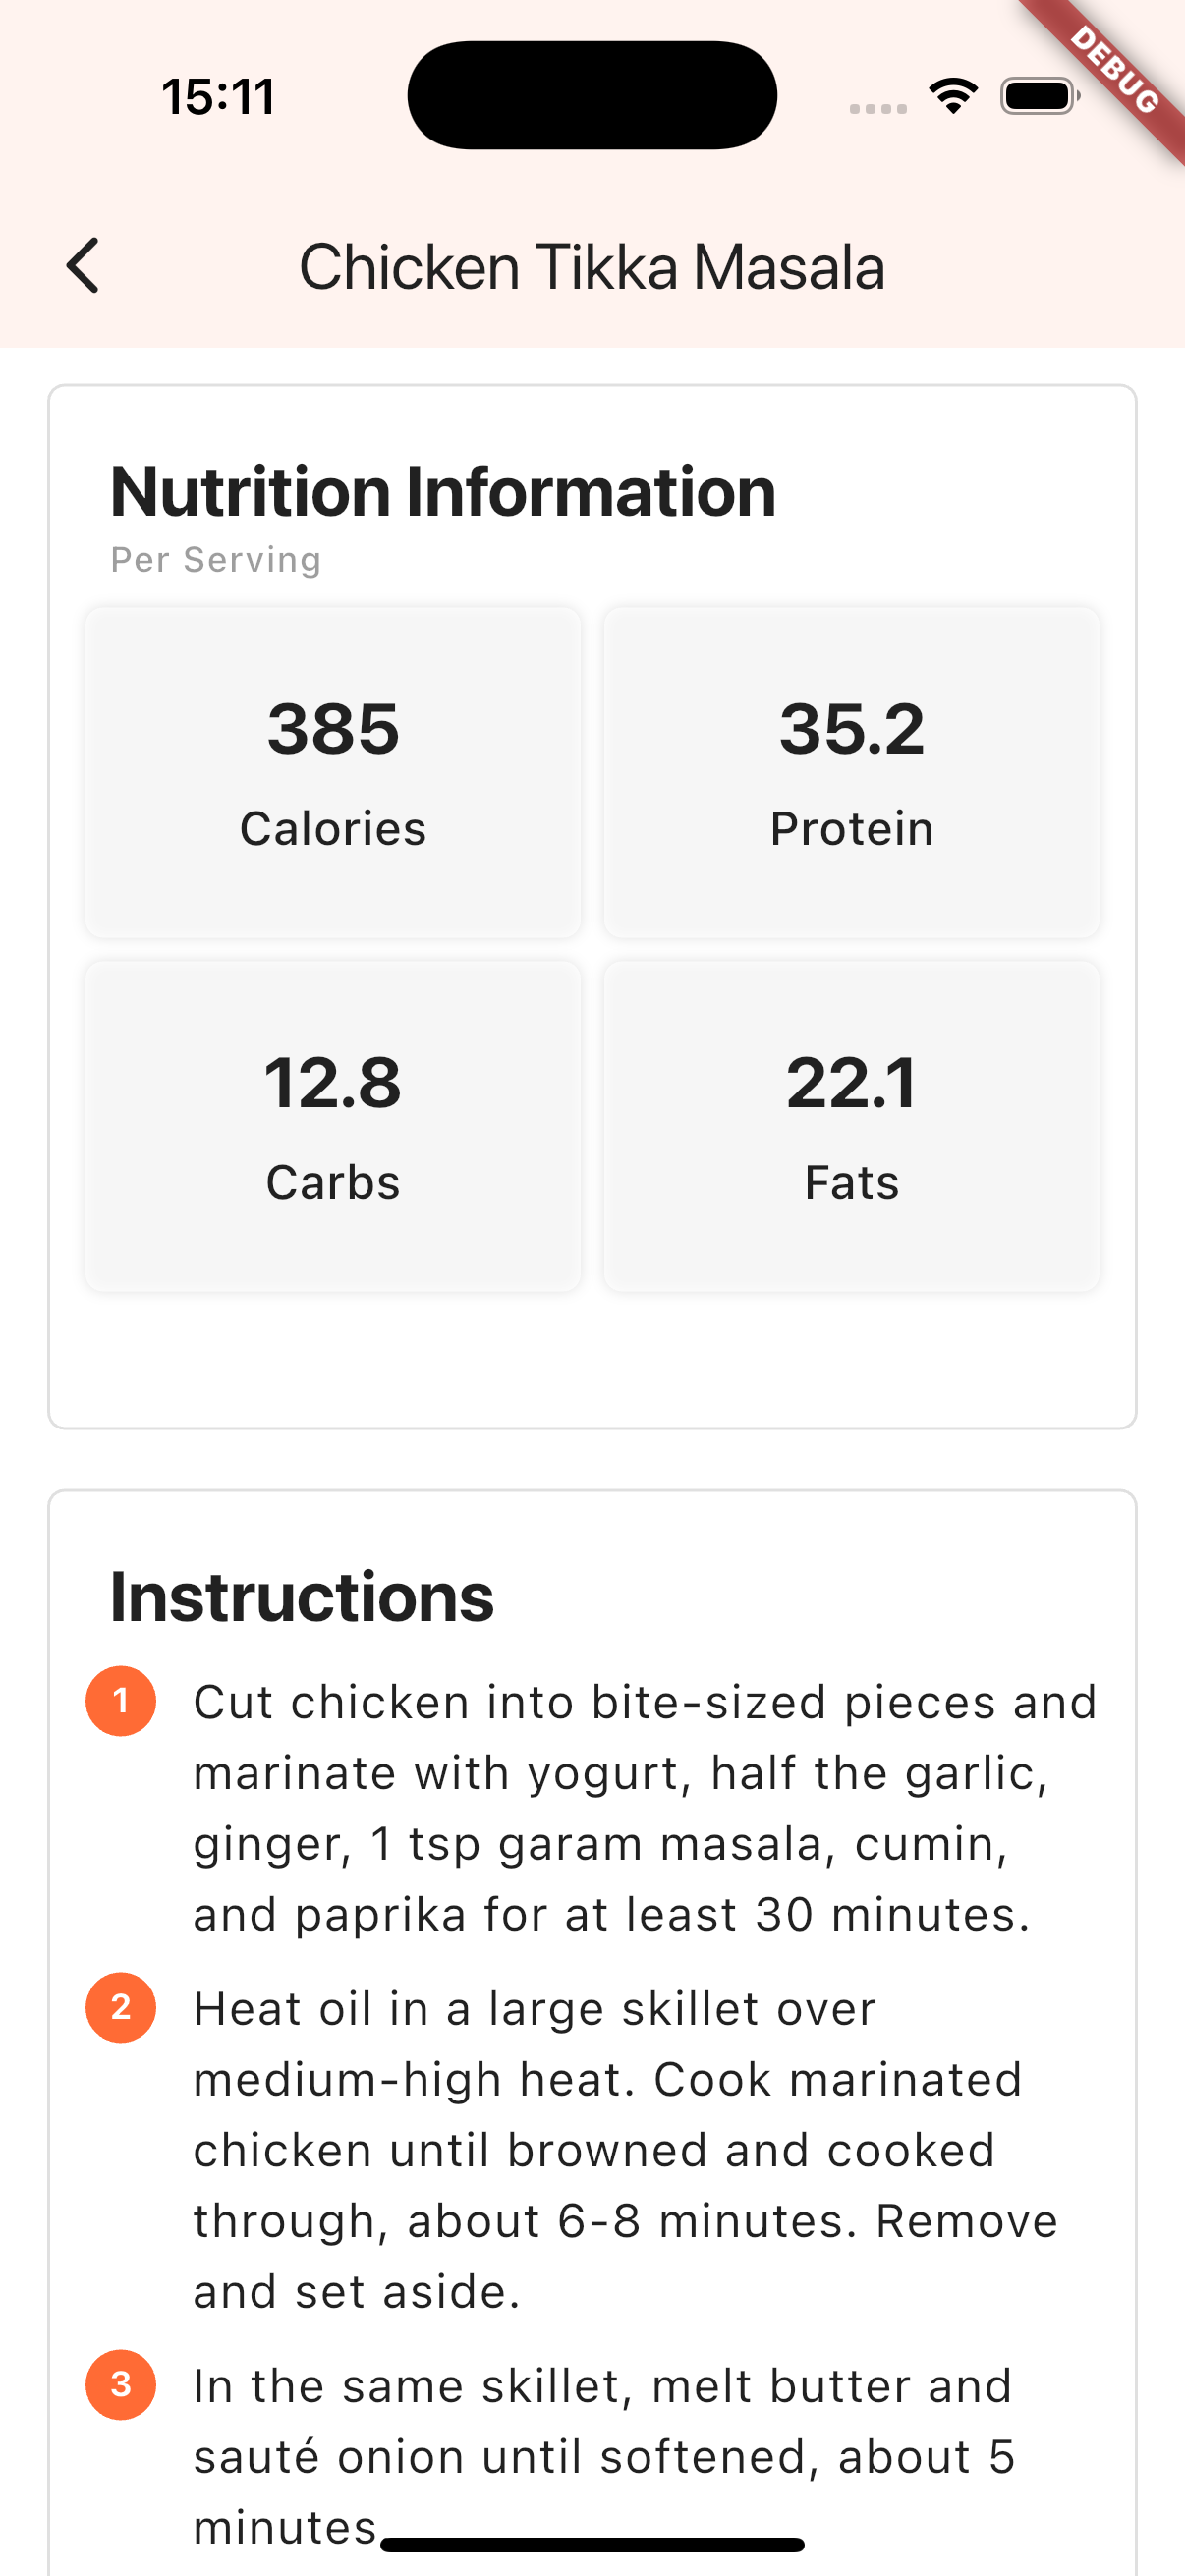 15:11
DEBUG
Chicken Tikka Masala
Nutrition Information
Per Serving
385
Calories
35.2
Protein
12.8
Carbs
22.1
Fats
Instructions
1
Cut chicken into bite-sized pieces and
marinate with yogurt, half the garlic,
ginger, 1 tsp garam masala, cumin,
and paprika for at least 30 minutes.
2
Heat oil in a large skillet over
medium-high heat. Cook marinated
chicken until browned and cooked
through, about 6-8 minutes. Remove
and set aside.
3
In the same skillet, melt butter and
sauté onion until softened, about 5
minutes